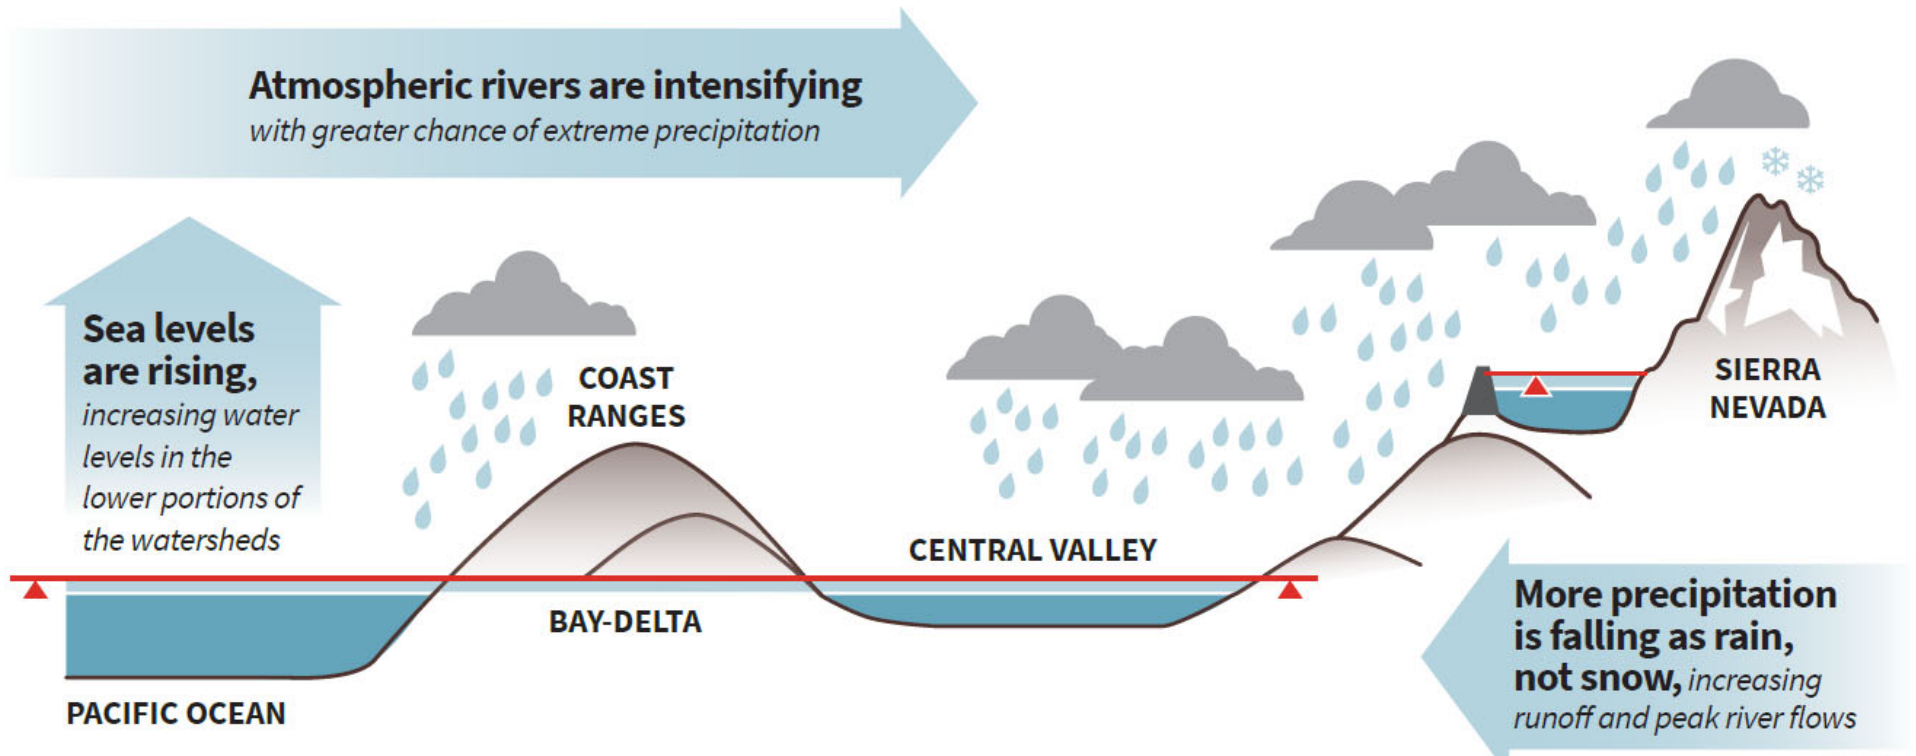 Atmospheric rivers are intensifying
with greater chance of extreme precipitation
Sea levels
are rising,
increasing water
levels in the
lower portions of
the watersheds
COAST
RANGES
SIERRA
NEVADA
CENTRAL VALLEY
BAY-DELTA
PACIFIC OCEAN
More precipitation
is falling as rain,
not snow, increasing
runoff and peak river flows